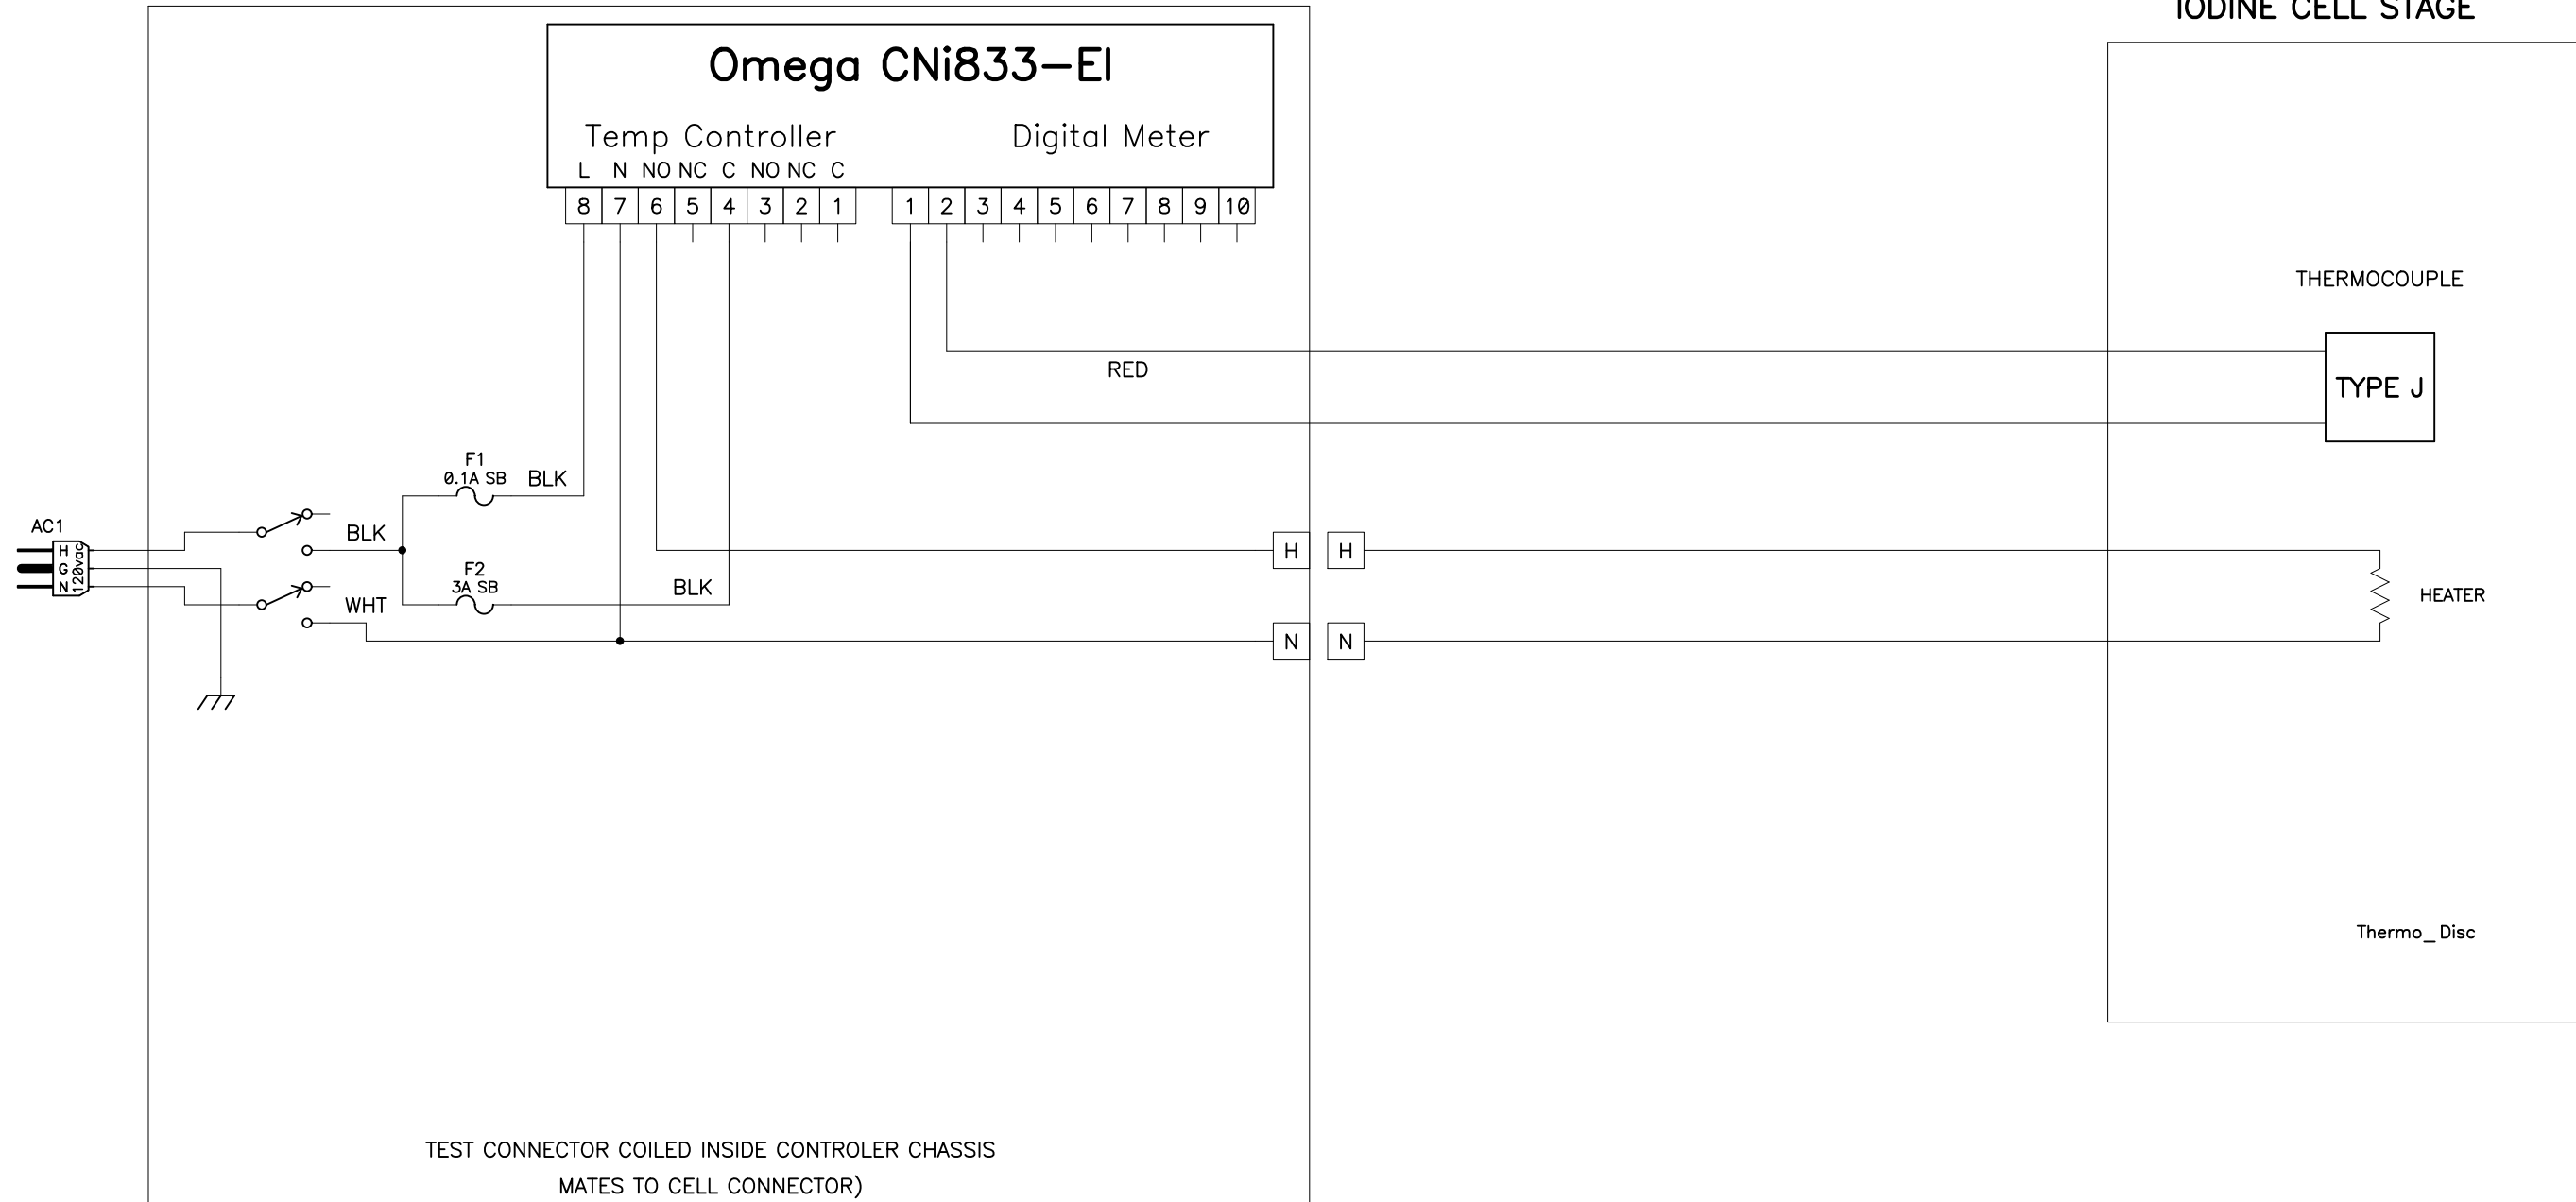 IODINE CELL STAGE
Omega CNi833-EI
Temp Controller Digital Meter
L N NO NC C NO NC C
8 7 6 5 4 3 2 1 1 2 3 4 5 6 7 8 9 10
THERMOCOUPLE
RED
TYPE J
F1
0.1A SB BLK
AC1
BLK
H
G
N
120vac
H H
F2
3A SB
BLK
WHT
HEATER
N N
Thermo_Disc
TEST CONNECTOR COILED INSIDE CONTROLER CHASSIS
MATES TO CELL CONNECTOR)